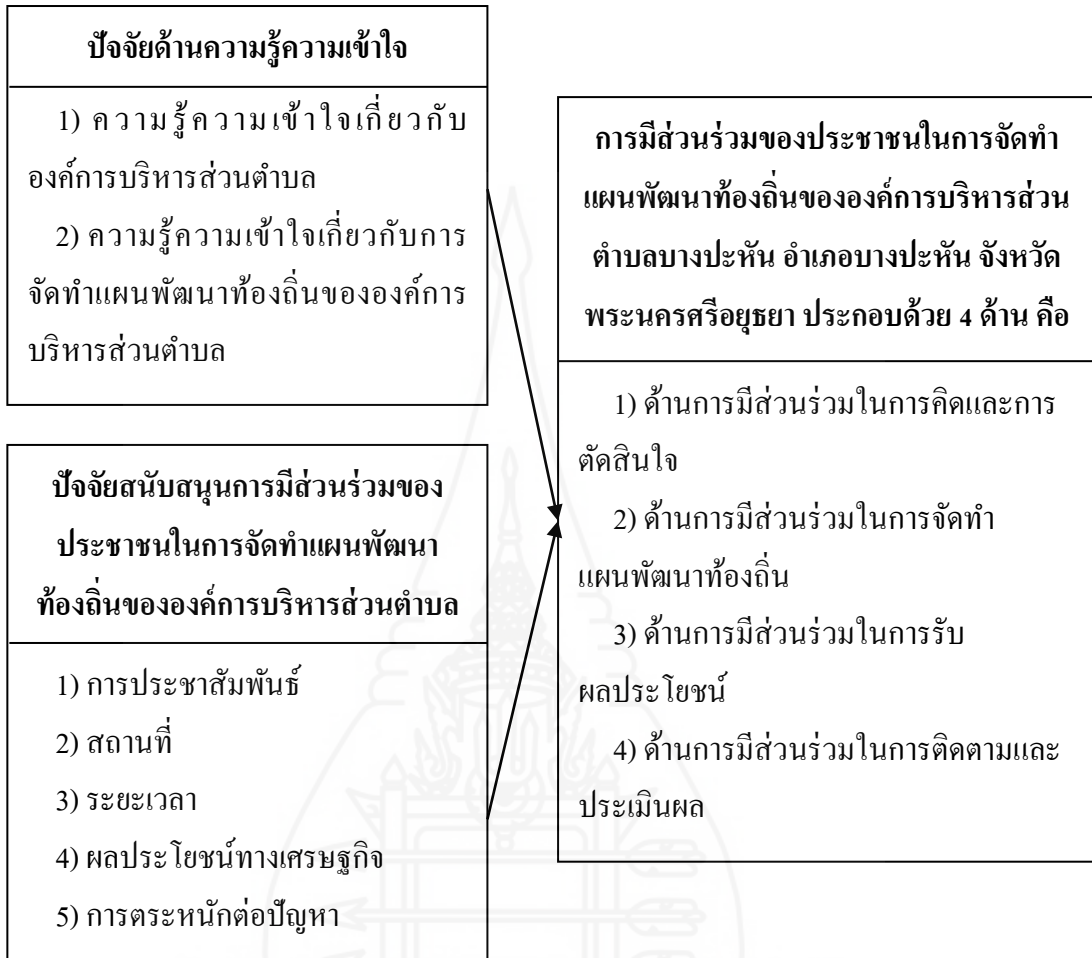 ปัจจัยด้านความรู้ความเข้าใจ
1) ความรู้ความเข้าใจเกี่ยวกับ
องค์การบริหารส่วนตำบล
2) ความรู้ความเข้าใจเกี่ยวกับการ
จัดทำแผนพัฒนาท้องถิ่นขององค์การ
บริหารส่วนตำบล
ปัจจัยสนับสนุนการมีส่วนร่วมของ
ประชาชนในการจัดทำแผนพัฒนา
ท้องถิ่นขององค์การบริหารส่วนตำบล
1) การประชาสัมพันธ์
2) สถานที่
3) ระยะเวลา
4) ผลประโยชน์ทางเศรษฐกิจ
5) การตระหนักต่อปัญหา
การมีส่วนร่วมของประชาชนในการจัดทำ
แผนพัฒนาท้องถิ่นขององค์การบริหารส่วน
ตำบลบางปะหัน อำเภอบางปะหัน จังหวัด
พระนครศรีอยุธยา ประกอบด้วย 4 ด้าน คือ
1) ด้านการมีส่วนร่วมในการคิดและการ
ตัดสินใจ
2) ด้านการมีส่วนร่วมในการจัดทำ
แผนพัฒนาท้องถิ่น
3) ด้านการมีส่วนร่วมในการรับ
ผลประโยชน์
4) ด้านการมีส่วนร่วมในการติดตามและ
ประเมินผล